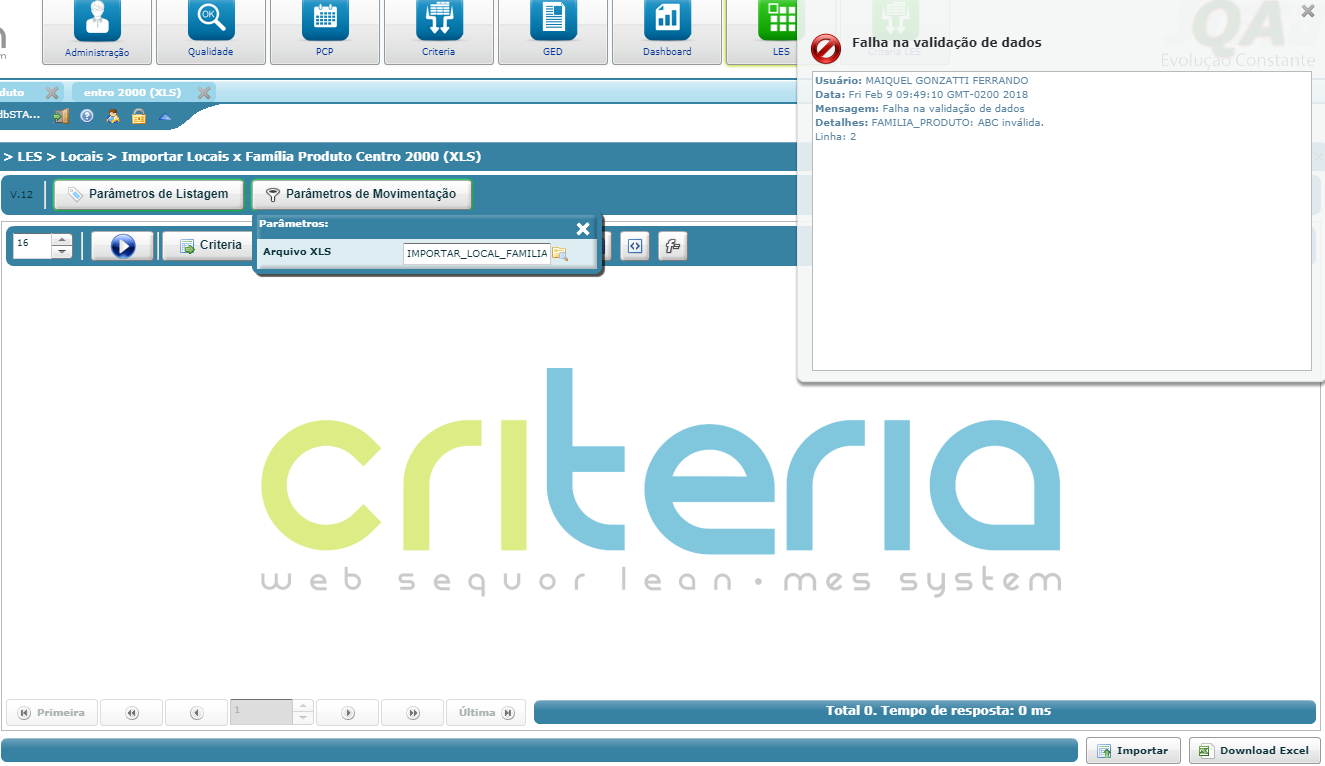 Administração
Qualidade
PCP
Criteria
GED
Dashboard
LES
QA
Evolução Constante
Falha na validação de dados
Usuário: MAIQUEL GONZATTI FERRANDO
Data: Fri Feb 9 09:49:10 GMT-0200 2018
Mensagem: Falha na validação de dados
Detalhes: FAMILIA_PRODUTO: ABC inválida.
Linha: 2
duto
entro 2000 (XLS)
dbSTA...
> LES > Locais > Importar Locais x Família Produto Centro 2000 (XLS)
V.12
Parâmetros de Listagem
Parâmetros de Movimentação
Parâmetros:
16
Criteria
Arquivo XLS
IMPORTAR_LOCAL_FAMILIA
criteria
web sequor lean • mes system
Primeira
1
Última
Total 0. Tempo de resposta: 0 ms
Importar
Download Excel